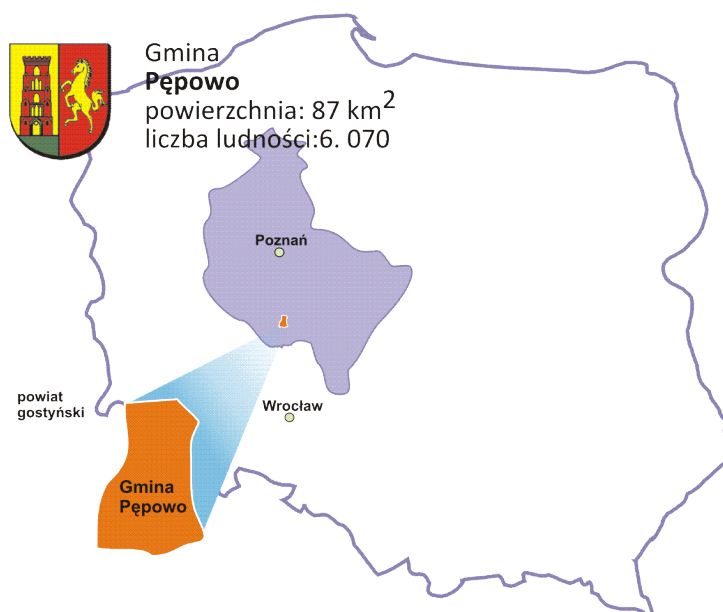 Gmina
Pępowo
powierzchnia: 87 km²
liczba ludności:6. 070
Poznań
powiat
gostyński
Wrocław
Gmina
Pępowo